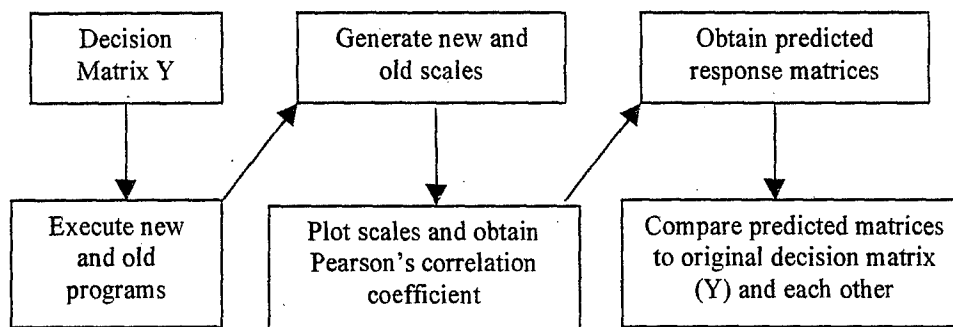 Decision
Matrix Y
Execute new
and old
programs
Generate new and
old scales
Plot scales and obtain
Pearson's correlation
coefficient
Obtain predicted
response matrices
Compare predicted matrices
to original decision matrix
(Y) and each other